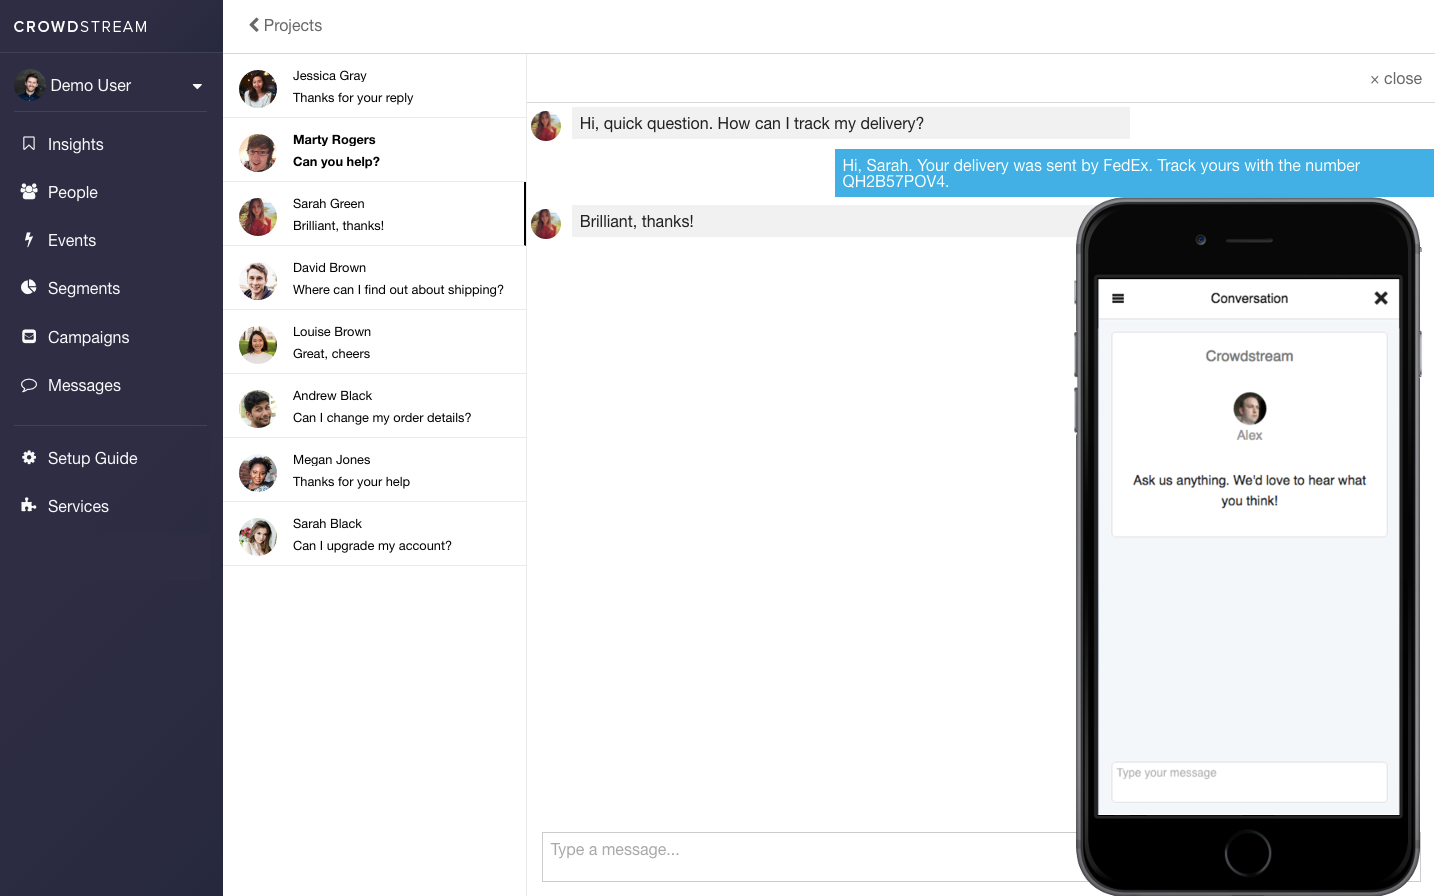 CROWDSTREAM
Projects
Demo User
Insights
People
Events
Segments
Campaigns
Messages
Setup Guide
Services
Jessica Gray
Thanks for your reply
Marty Rogers
Can you help?
Sarah Green
Brilliant, thanks!
David Brown
Where can I find out about shipping?
Louise Brown
Great, cheers
Andrew Black
Can I change my order details?
Megan Jones
Thanks for your help
Sarah Black
Can I upgrade my account?
× close
Hi, quick question. How can I track my delivery?
Hi, Sarah. Your delivery was sent by FedEx. Track yours with the number
QH2B57POV4.
Brilliant, thanks!
Type a message...
Conversation
Crowdstream
Alex
Ask us anything. We'd love to hear what
you think!
Type your message